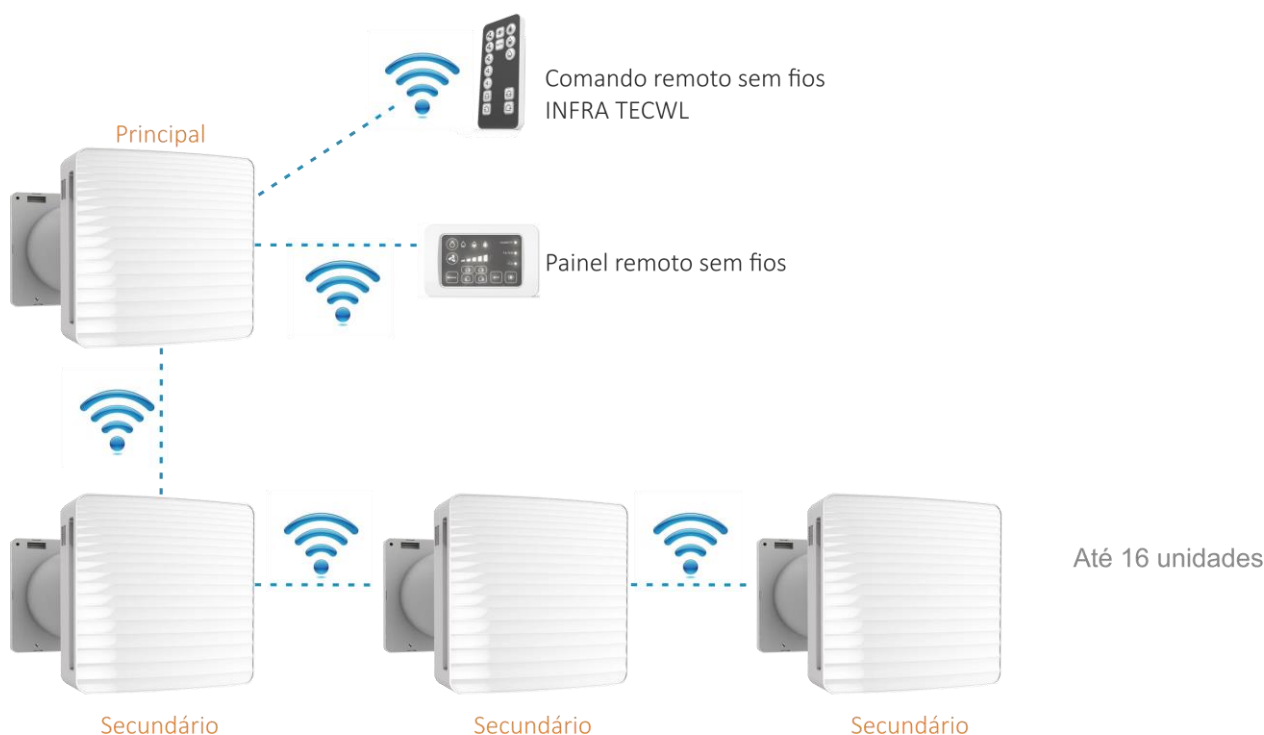 Comando remoto sem fios
INFRA TECWL
Principal
Painel remoto sem fios
Até 16 unidades
Secundário
Secundário
Secundário